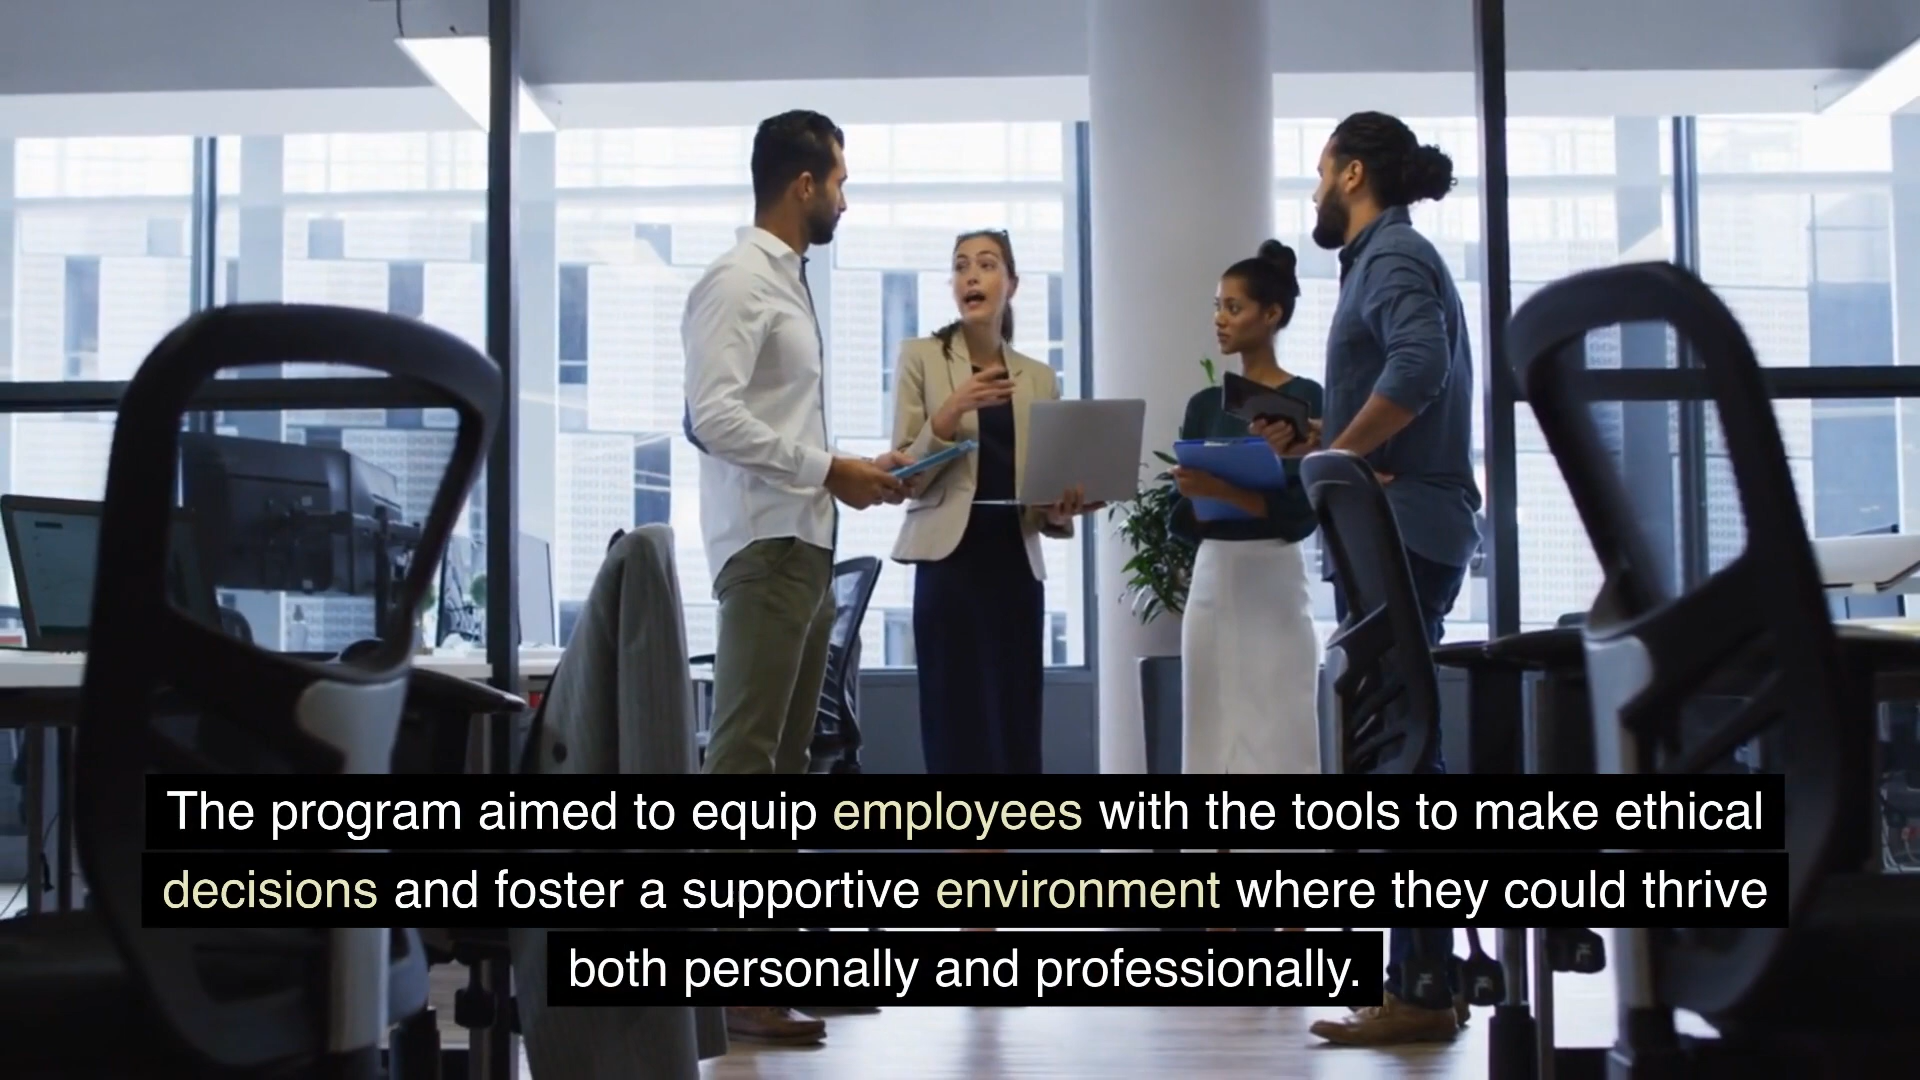 The program aimed to equip employees with the tools to make ethical
decisions and foster a supportive environment where they could thrive
both personally and professionally.